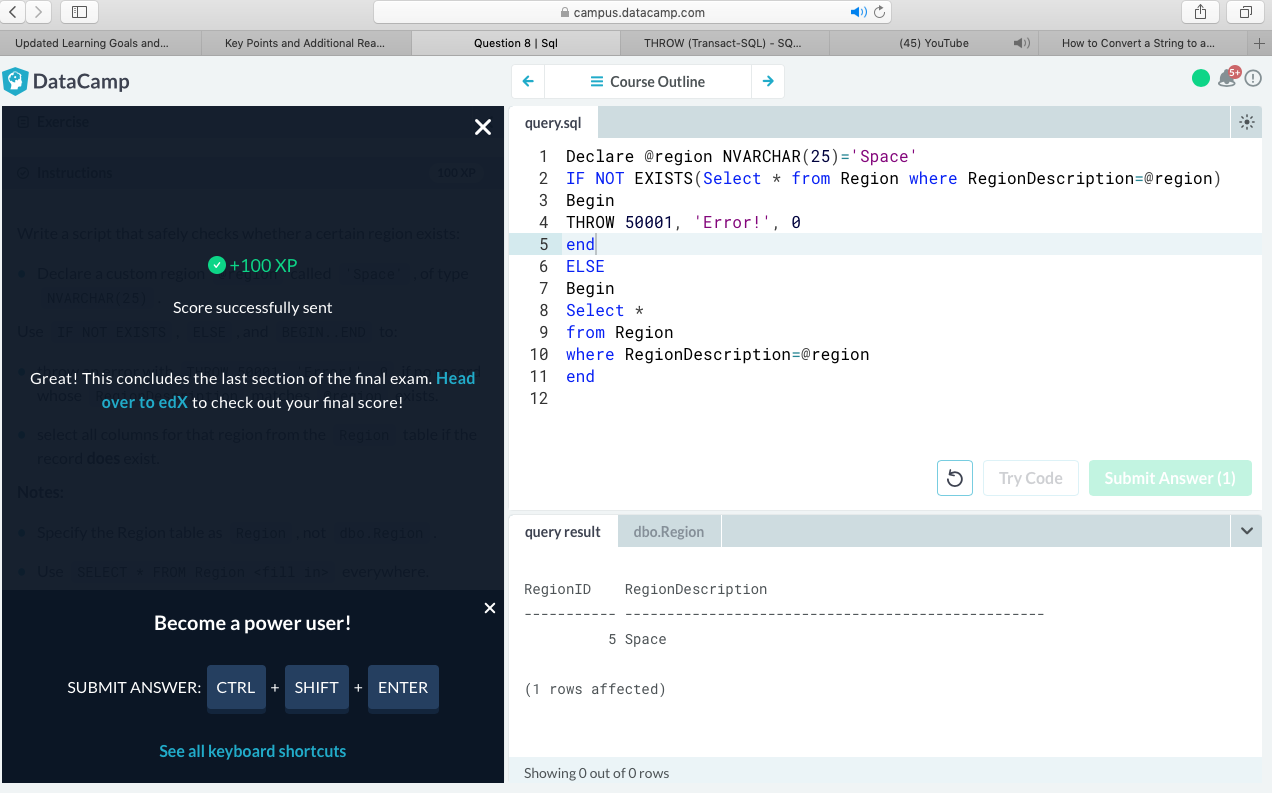 campus.datacamp.com
Updated Learning Goals and...
Key Points and Additional Rea...
Question 8 | Sql
THROW (Transact-SQL) - SQ...
(45) YouTube
How to Convert a String to a...
DataCamp
Course Outline
5+
Exercise
Instructions
100 XP
Write a script that safely checks whether a certain region exists:
Declare a custom region called 'Space', of type
NVARCHAR(25)
+100 XP
Score successfully sent
Use IF NOT EXISTS, ELSE, and BEGIN..END to:
Great! This concludes the last section of the final exam. Head
over to edX to check out your final score!
select all columns for that region from the Region table if the
record does exist.
Notes:
Specify the Region table as Region, not dbo.Region.
Use SELECT * FROM Region <fill in> everywhere.
Become a power user!
SUBMIT ANSWER: CTRL + SHIFT + ENTER
See all keyboard shortcuts
query.sql
1 Declare @region NVARCHAR(25)='Space'
2 IF NOT EXISTS(Select * from Region where RegionDescription=@region)
3 Begin
4 THROW 50001, 'Error!', 0
5 end
6 ELSE
7 Begin
8 Select *
9 from Region
10 where RegionDescription=@region
11 end
12
Try Code
Submit Answer (1)
query result
dbo.Region
RegionID RegionDescription
----------- --------------------------------------------------
5 Space
(1 rows affected)
Showing 0 out of 0 rows